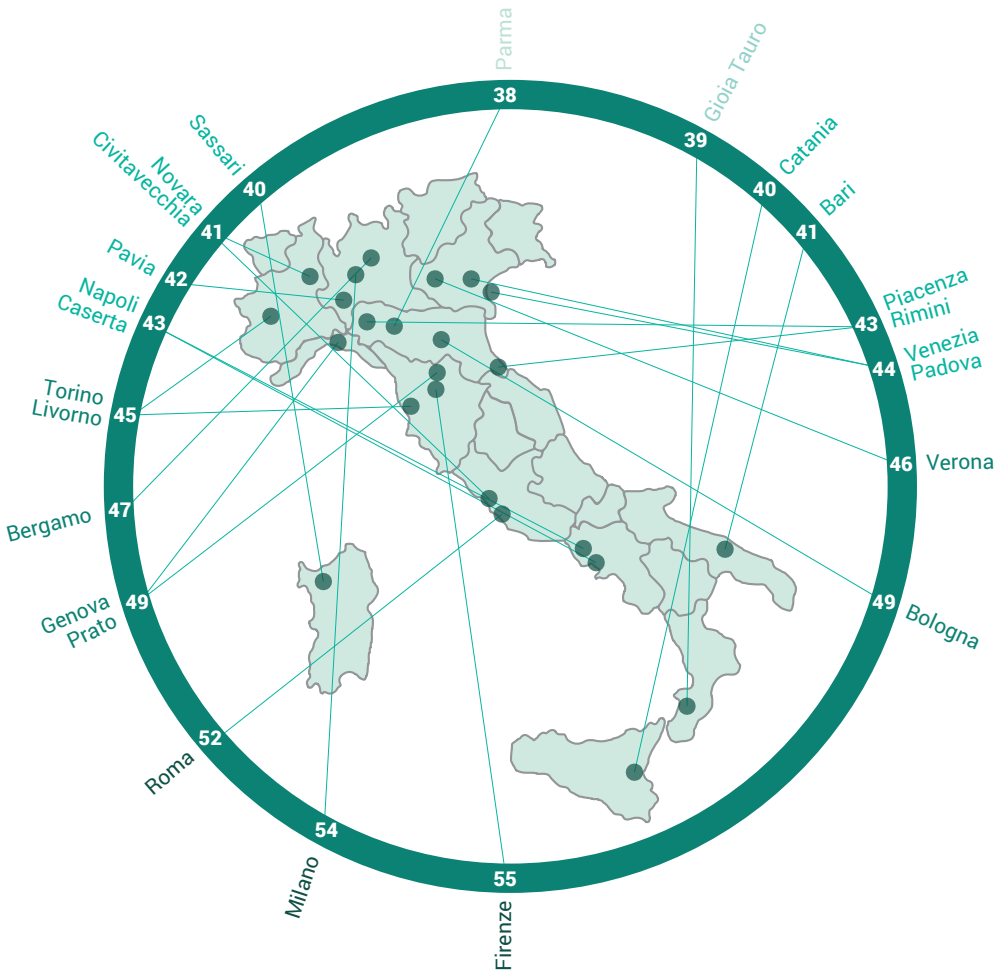 Parma
38
Gioia Tauro
39
Catania
40
Bari
41
Piacenza
Rimini
43
Venezia
Padova
44
Verona
46
Bologna
49
Firenze
55
Milano
54
Roma
52
Genova
Prato
49
Bergamo
47
Torino
Livorno
45
Napoli
Caserta
43
Pavia
42
Novara
Civitavecchia
41
Sassari
40